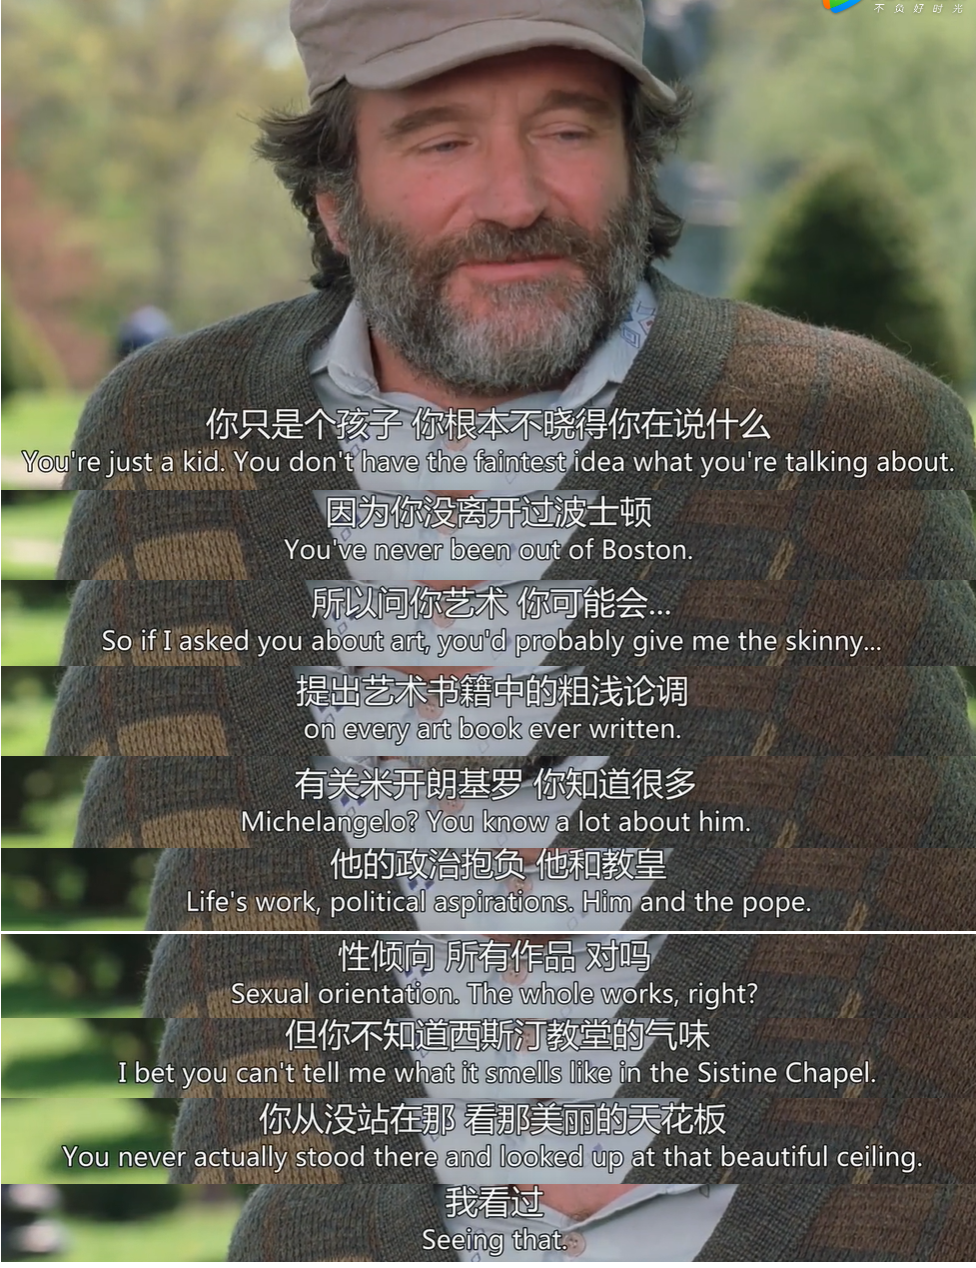 不负好时光
你只是个孩子 你根本不晓得你在说什么
You're just a kid. You don't have the faintest idea what you're talking about.
因为你没离开过波士顿
You've never been out of Boston.
所以问你艺术 你可能会...
So if I asked you about art, you'd probably give me the skinny...
提出艺术书籍中的粗浅论调
on every art book ever written.
有关米开朗基罗 你知道很多
Michelangelo? You know a lot about him.
他的政治抱负 他和教皇
Life's work, political aspirations. Him and the pope.
性倾向 所有作品 对吗
Sexual orientation. The whole works, right?
但你不知道西斯汀教堂的气味
I bet you can't tell me what it smells like in the Sistine Chapel.
你从没站在那 看那美丽的天花板
You never actually stood there and looked up at that beautiful ceiling.
我看过
Seeing that.